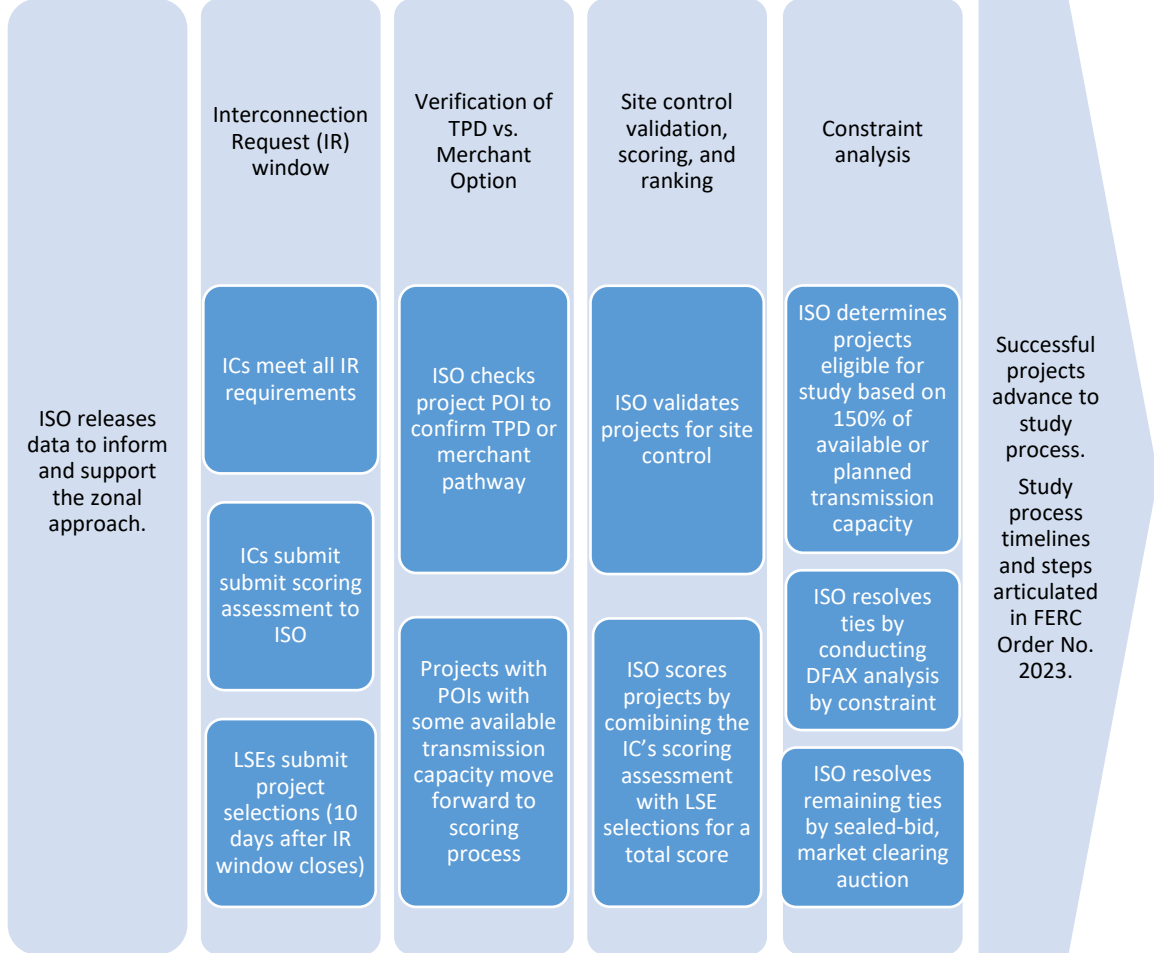 ISO releases
data to inform
and support
the zonal
approach.
Interconnection
Request (IR)
window
ICs meet all IR
requirements
ICs submit
submit scoring
assessment to
ISO
LSEs submit
project
selections (10
days after IR
window closes)
Verification of
TPD vs.
Merchant
Option
ISO checks
project POI to
confirm TPD or
merchant
pathway
Projects with
POIs with
some available
transmission
capacity move
forward to
scoring
process
Site control
validation,
scoring, and
ranking
ISO validates
projects for site
control
ISO scores
projects by
comibining the
IC’s scoring
assessment
with LSE
selections for a
total score
Constraint
analysis
ISO determines
projects
eligible for
study based on
150% of
available or
planned
transmission
capacity
ISO resolves
ties by
conducting
DFAX analysis
by constraint
ISO resolves
remaining ties
by sealed-bid,
market clearing
auction
Successful
projects
advance to
study
process.
Study
process
timelines
and steps
articulated
in FERC
Order No.
2023.